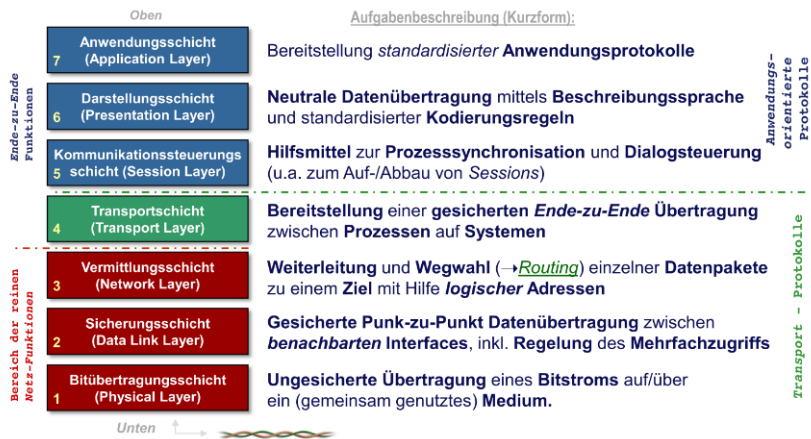 Oben
Aufgabenbeschreibung (Kurzform):
7
Anwendungsschicht
(Application Layer)
Bereitstellung standardisierter Anwendungsprotokolle
6
Darstellungsschicht
(Presentation Layer)
Neutrale Datenübertragung mittels Beschreibungssprache
und standardisierter Kodierungsregeln
5
Kommunikationssteuerungs
schicht (Session Layer)
Hilfsmittel zur Prozesssynchronisation und Dialogsteuerung
(u.a. zum Auf-/Abbau von Sessions)
4
Transportschicht
(Transport Layer)
Bereitstellung einer gesicherten Ende-zu-Ende Übertragung
zwischen Prozessen auf Systemen
3
Vermittlungsschicht
(Network Layer)
Weiterleitung und Wegwahl (→Routing) einzelner Datenpakete
zu einem Ziel mit Hilfe logischer Adressen
2
Sicherungsschicht
(Data Link Layer)
Gesicherte Punk-zu-Punkt Datenübertragung zwischen
benachbarten Interfaces, inkl. Regelung des Mehrfachzugriffs
1
Bitübertragungsschicht
(Physical Layer)
Ungesicherte Übertragung eines Bitstroms auf/über
ein (gemeinsam genutztes) Medium.
Unten
Ende-zu-Ende
Funktionen
Bereich der reinen
Netz-Funktionen
Anwendungs-
orientierte
Protokolle
Transport - Protokolle